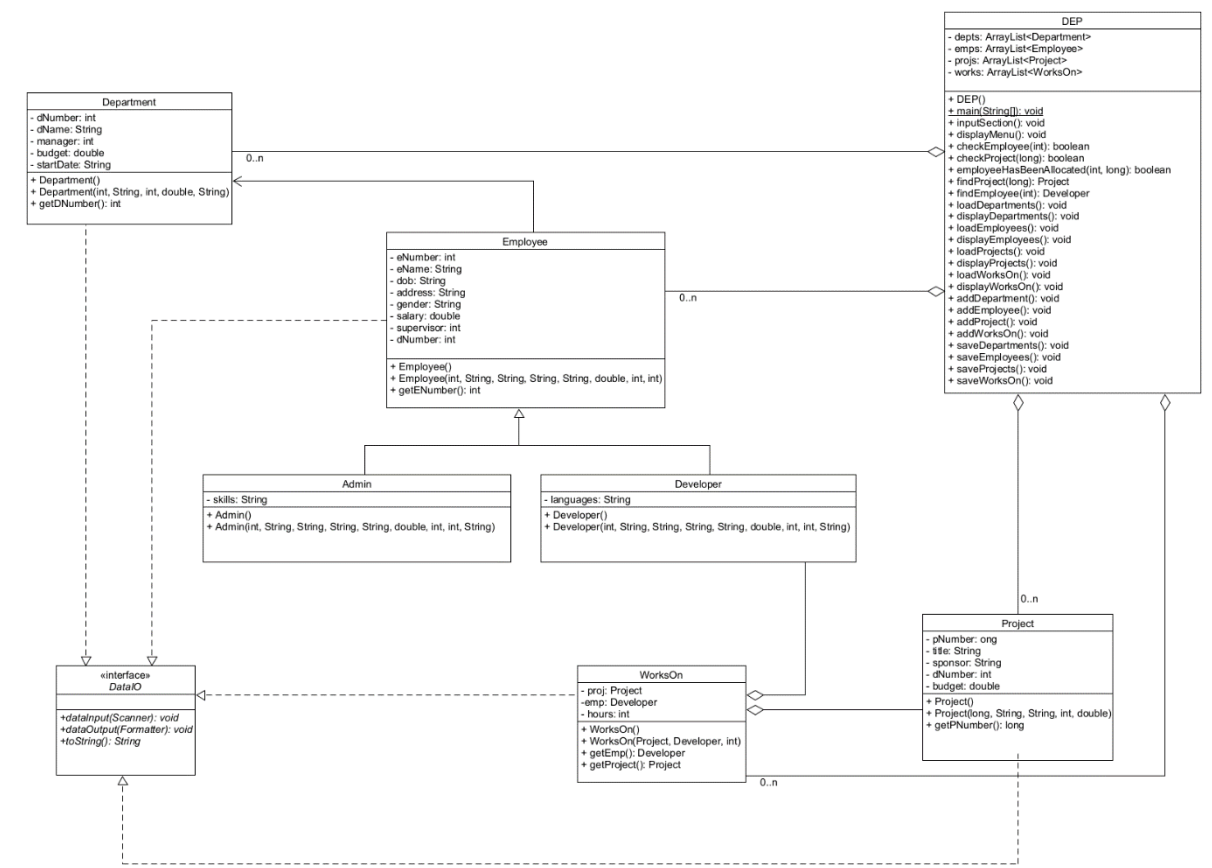 DEP
- depts: ArrayList<Department>
- emps: ArrayList<Employee>
- projs: ArrayList<Project>
- works: ArrayList<WorksOn>
+ DEP()
+ main(String[]): void
+ inputSection(): void
+ displayMenu(): void
+ checkEmployee(int): boolean
+ checkProject(long): boolean
+ employeeHasBeenAllocated(int, long): boolean
+ findProject(long): Project
+ findEmployee(int): Developer
+ loadDepartments(): void
+ displayDepartments(): void
+ loadEmployees(): void
+ displayEmployees(): void
+ loadProjects(): void
+ displayProjects(): void
+ loadWorksOn(): void
+ displayWorksOn(): void
+ addDepartment(): void
+ addEmployee(): void
+ addProject(): void
+ addWorksOn(): void
+ saveDepartments(): void
+ saveEmployees(): void
+ saveProjects(): void
+ saveWorksOn(): void
Department
- dNumber: int
- dName: String
- manager: int
- budget: double
- startDate: String
+ Department()
+ Department(int, String, int, double, String)
+ getDNumber(): int
0..n
Employee
- eNumber: int
- eName: String
- dob: String
- address: String
- gender: String
- salary: double
- supervisor: int
- dNumber: int
+ Employee()
+ Employee(int, String, String, String, String, double, int, int)
+ getENumber(): int
0..n
Admin
- skills: String
+ Admin()
+ Admin(int, String, String, String, String, double, int, int, String)
Developer
- languages: String
+ Developer()
+ Developer(int, String, String, String, String, double, int, int, String)
0..n
Project
- pNumber: ong
- title: String
- sponsor: String
- dNumber: int
- budget: double
+ Project()
+ Project(long, String, String, int, double)
+ getPNumber(): long
«interface»
DataIO
+dataInput(Scanner): void
+dataOutput(Formatter): void
+toString(): String
WorksOn
- proj: Project
-emp: Developer
- hours: int
+ WorksOn()
+ WorksOn(Project, Developer, int)
+ getEmp(): Developer
+ getProject(): Project
0..n